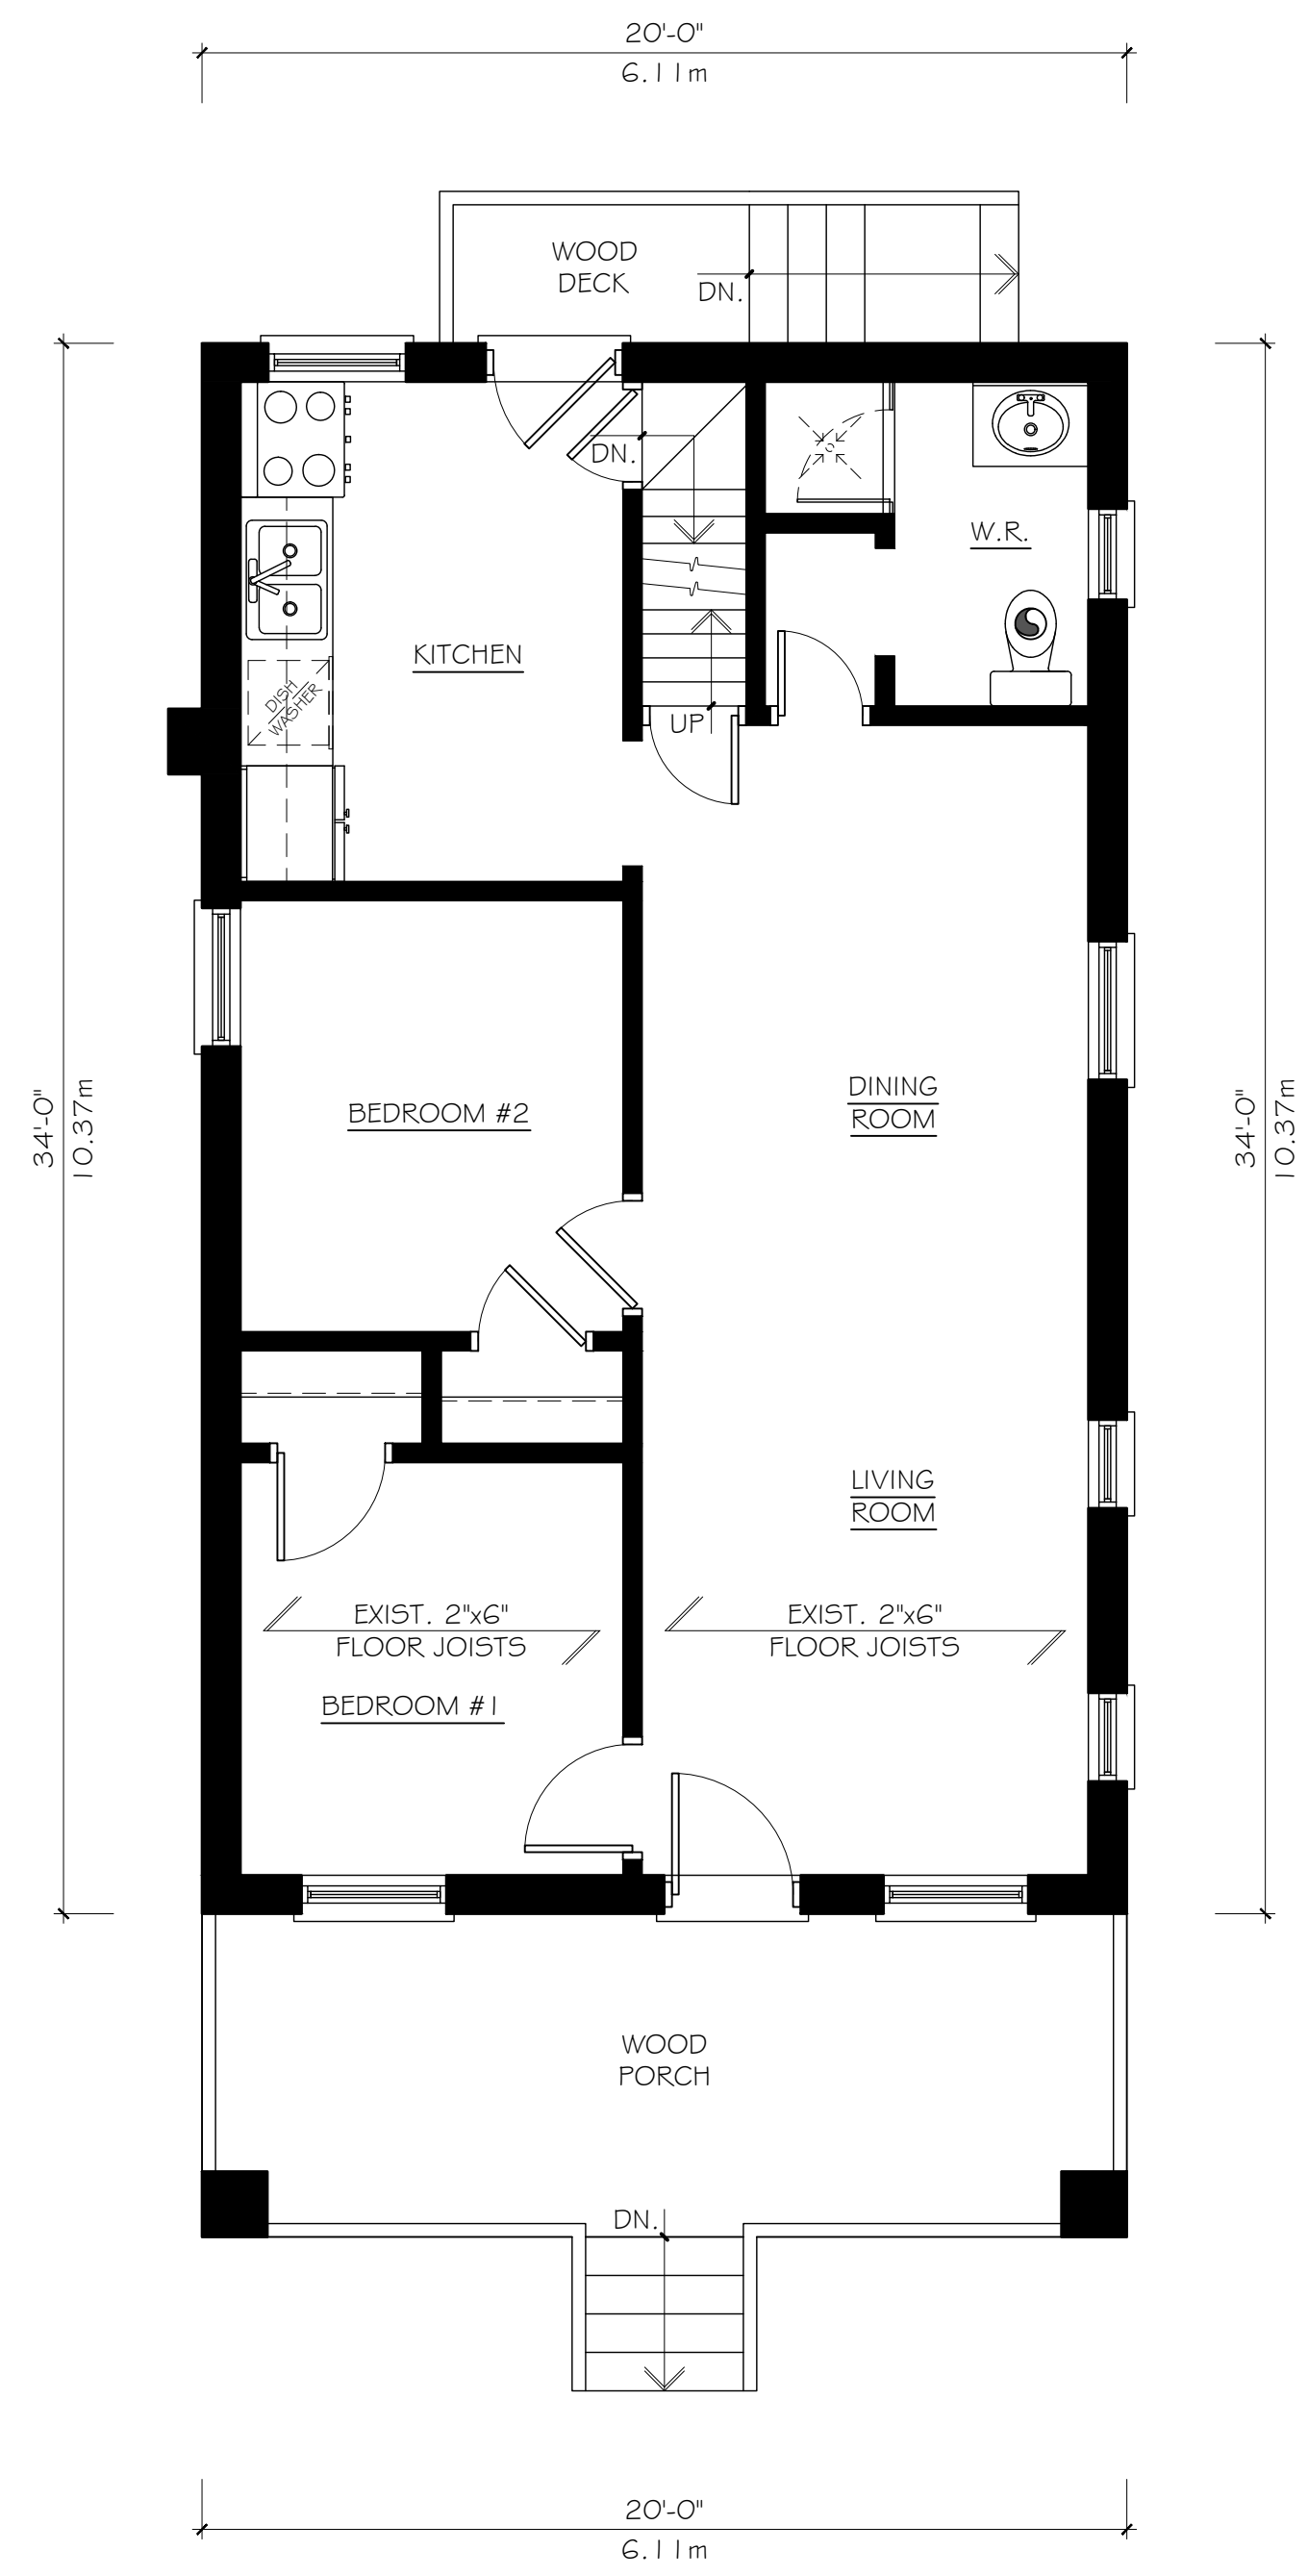 20'-0"
6.11m
WOOD
DECK
DN.
DN.
W.R.
KITCHEN
DISH
WASHER
UP
34'-0"
10.37m
34'-0"
10.37m
DINING
ROOM
BEDROOM #2
LIVING
ROOM
EXIST. 2"x6"
FLOOR JOISTS
EXIST. 2"x6"
FLOOR JOISTS
BEDROOM #1
WOOD
PORCH
DN.
20'-0"
6.11m